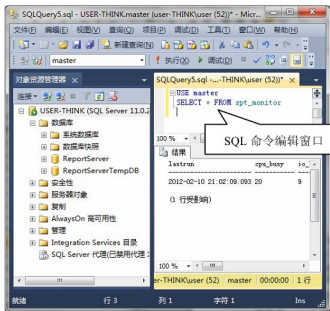 SQLQuery5.sql - USER-THINK.master (user-THINK\user (52))* - Micr...
文件(F) 编辑(E) 视图(V) 查询(Q) 项目(P) 调试(D) 工具(T) 窗口(W) 帮助(H)
新建查询(N)
master 执行(X) 调试(D)
对象资源管理器
SQLQuery5.sql -...-THINK\user (52))*
连接
USER-THINK (SQL Server 11.0.2
数据库
系统数据库
数据库快照
ReportServer
ReportServerTempDB
安全性
服务器对象
复制
AlwaysOn 高可用性
管理
Integration Services 目录
SQL Server 代理(已禁用代理
USE master
SELECT * FROM spt_monitor
SQL 命令编辑窗口
100 %
结果
lastrun cpu_busy io_
2012-02-10 21:02:09.093 20 9
(1 行受影响)
100 %
er-THINK\user (52) master 00:00:00 1 行
就绪 行 3 列 1 字符 1 Ins